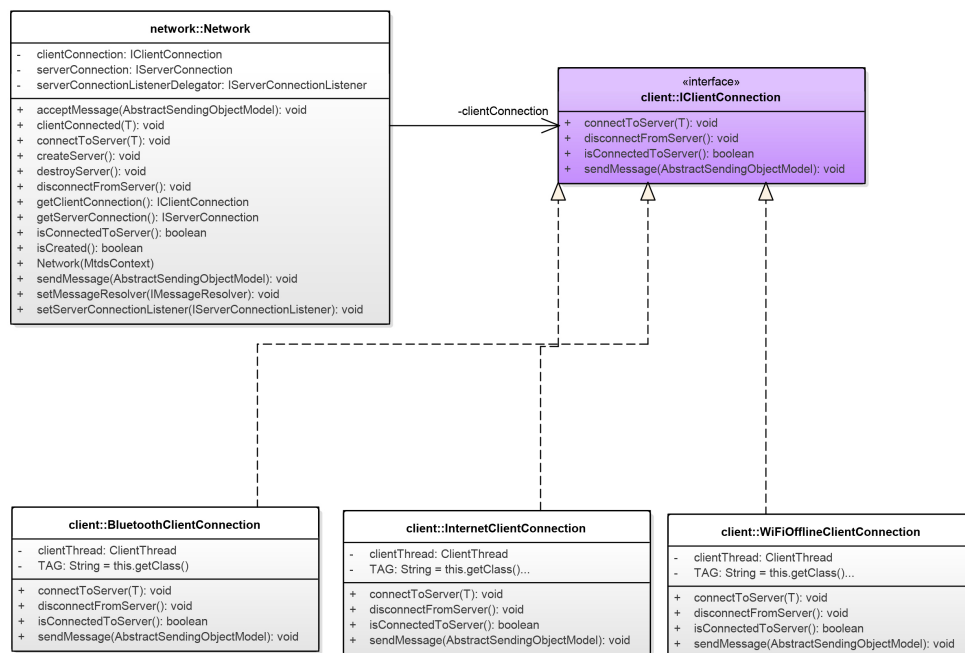 network::Network
- clientConnection: IClientConnection
- serverConnection: IServerConnection
- serverConnectionListenerDelegator: IServerConnectionListener
+ acceptMessage(AbstractSendingObjectModel): void
+ clientConnected(T): void
+ connectToServer(T): void
+ createServer(): void
+ destroyServer(): void
+ disconnectFromServer(): void
+ getClientConnection(): IClientConnection
+ getServerConnection(): IServerConnection
+ isConnectedToServer(): boolean
+ isCreated(): boolean
+ Network(MtdsContext)
+ sendMessage(AbstractSendingObjectModel): void
+ setMessageResolver(IMessageResolver): void
+ setServerConnectionListener(IServerConnectionListener): void
-clientConnection
«interface»
client::IClientConnection
+ connectToServer(T): void
+ disconnectFromServer(): void
+ isConnectedToServer(): boolean
+ sendMessage(AbstractSendingObjectModel): void
client::BluetoothClientConnection
- clientThread: ClientThread
- TAG: String = this.getClass()
+ connectToServer(T): void
+ disconnectFromServer(): void
+ isConnectedToServer(): boolean
+ sendMessage(AbstractSendingObjectModel): void
client::InternetClientConnection
- clientThread: ClientThread
- TAG: String = this.getClass()...
+ connectToServer(T): void
+ disconnectFromServer(): void
+ isConnectedToServer(): boolean
+ sendMessage(AbstractSendingObjectModel): void
client::WiFiOfflineClientConnection
- clientThread: ClientThread
- TAG: String = this.getClass()...
+ connectToServer(T): void
+ disconnectFromServer(): void
+ isConnectedToServer(): boolean
+ sendMessage(AbstractSendingObjectModel): void